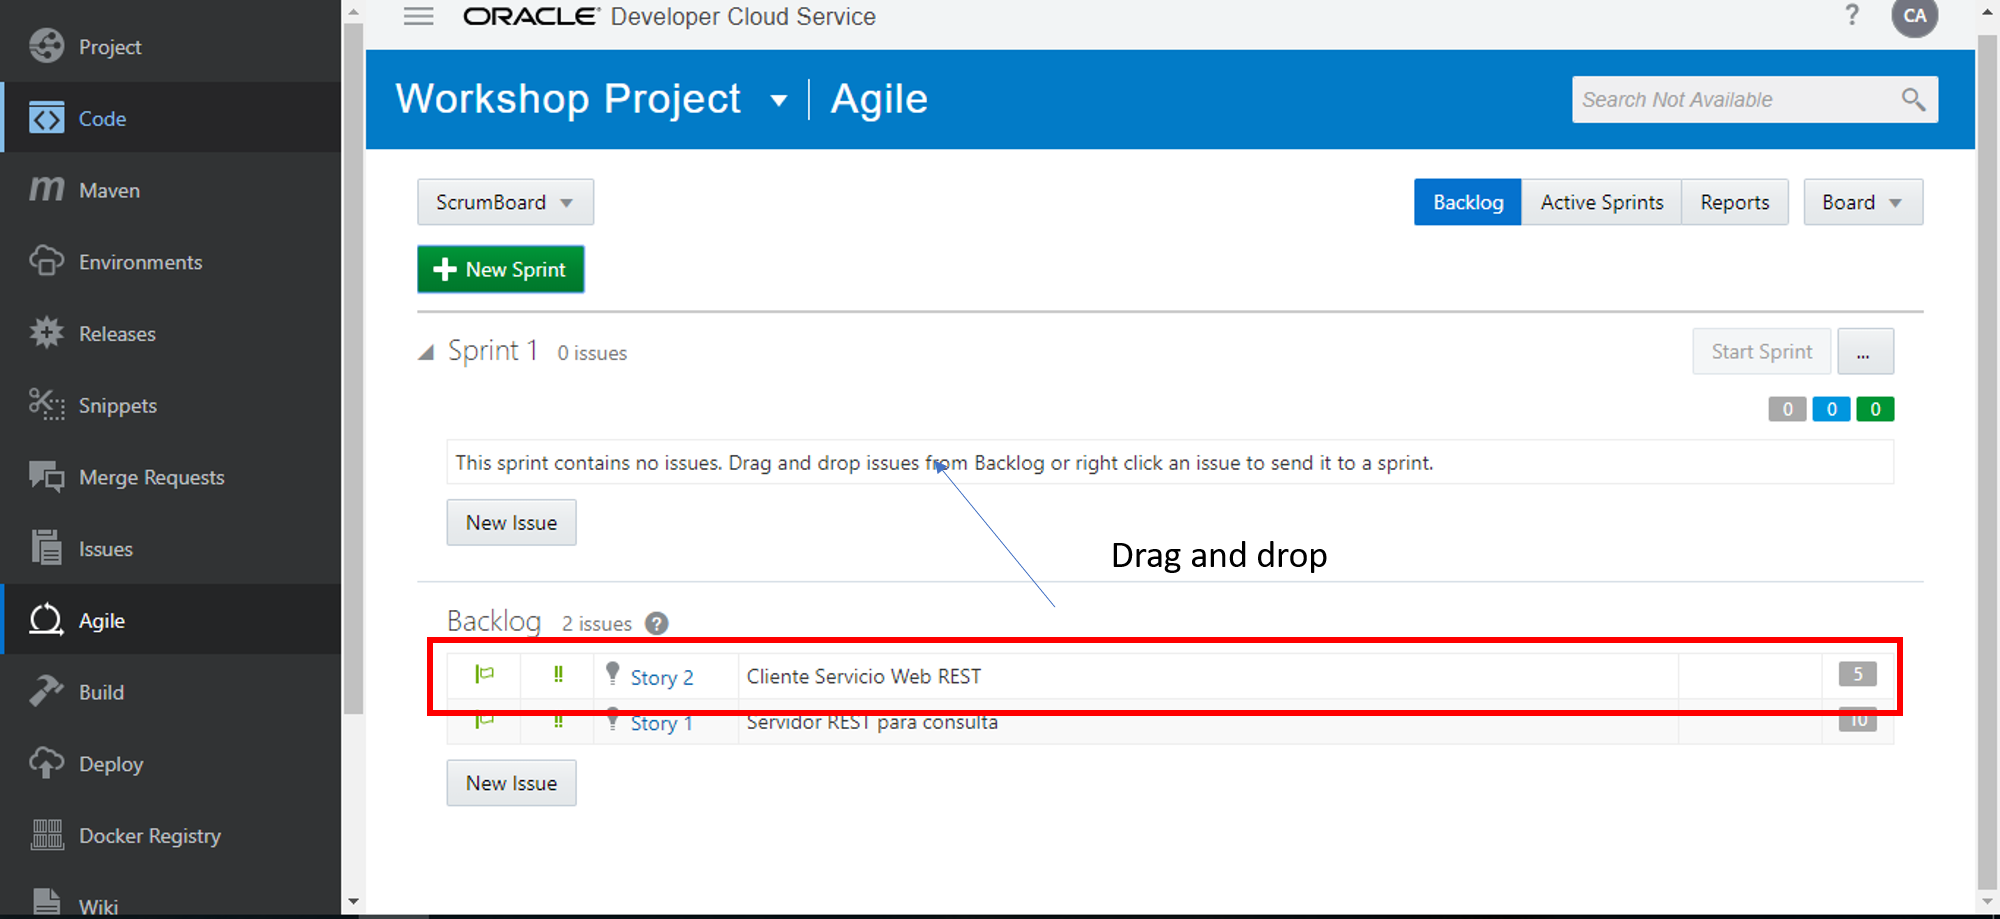 Project
Code
Maven
Environments
Releases
Snippets
Merge Requests
Issues
Agile
Build
Deploy
Docker Registry
Wiki
ORACLE® Developer Cloud Service
? CA
Workshop Project | Agile
Search Not Available
ScrumBoard
Backlog Active Sprints Reports Board
New Sprint
Sprint 1 0 issues
Start Sprint ...
0 0 0
This sprint contains no issues. Drag and drop issues from Backlog or right click an issue to send it to a sprint.
New Issue
Drag and drop
Backlog 2 issues ?
!! Story 2 Cliente Servicio Web REST 5
!! Story 1 Servidor REST para consulta 10
New Issue